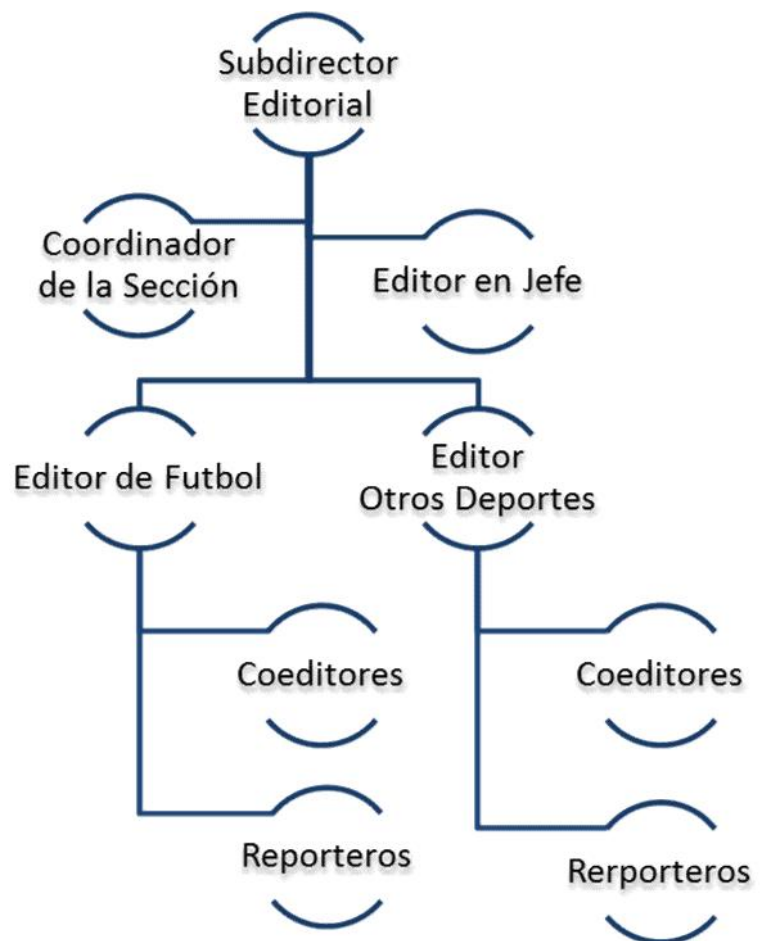 Subdirector
Editorial
Coordinador
de la Sección
Editor en Jefe
Editor de Futbol
Editor
Otros Deportes
Coeditores
Coeditores
Reporteros
Rerporteros